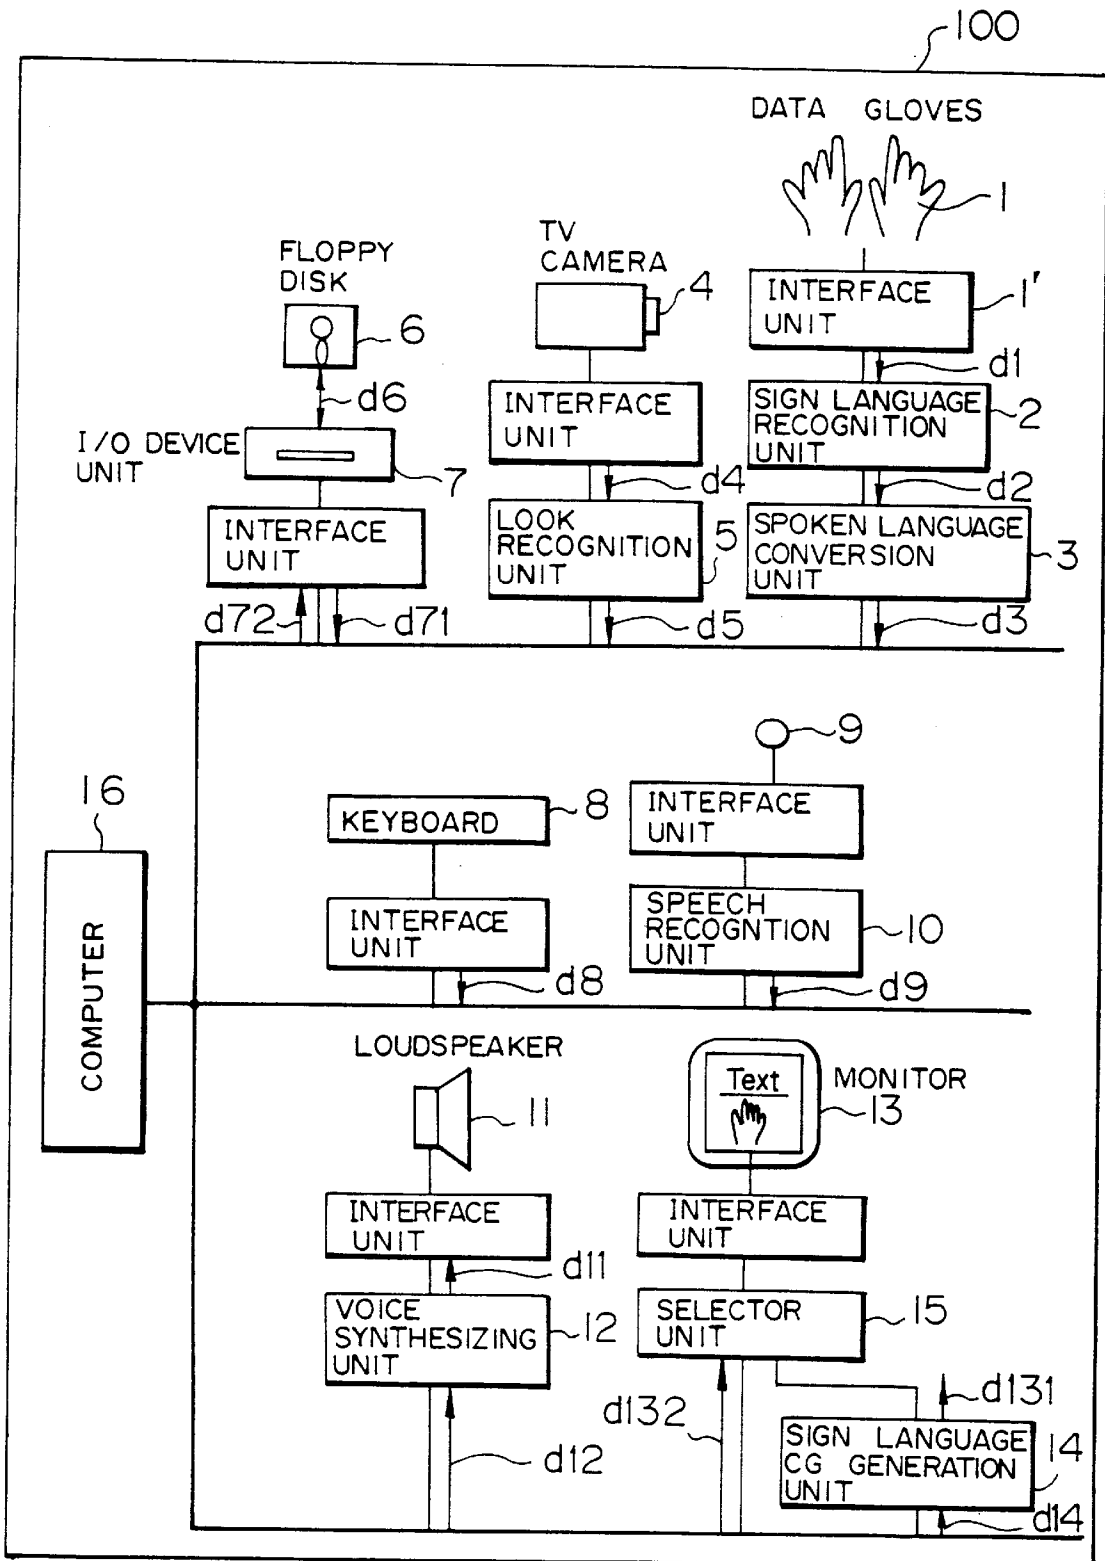 100
DATA GLOVES
1
TV
CAMERA
4
FLOPPY
DISK
6
INTERFACE
UNIT
1'
d1
d6
INTERFACE
UNIT
SIGN LANGUAGE
RECOGNITION
UNIT
2
I/O DEVICE
UNIT
7
d4
d2
INTERFACE
UNIT
LOOK
RECOGNITION
UNIT
5
SPOKEN LANGUAGE
CONVERSION
UNIT
3
d72
d71
d5
d3
9
16
KEYBOARD
8
INTERFACE
UNIT
COMPUTER
INTERFACE
UNIT
SPEECH
RECOGNTION
UNIT
10
d8
d9
LOUDSPEAKER
11
Text
MONITOR
13
INTERFACE
UNIT
INTERFACE
UNIT
d11
VOICE
SYNTHESIZING
UNIT
12
SELECTOR
UNIT
15
d12
d132
d131
SIGN LANGUAGE
CG GENERATION
UNIT
14
d14